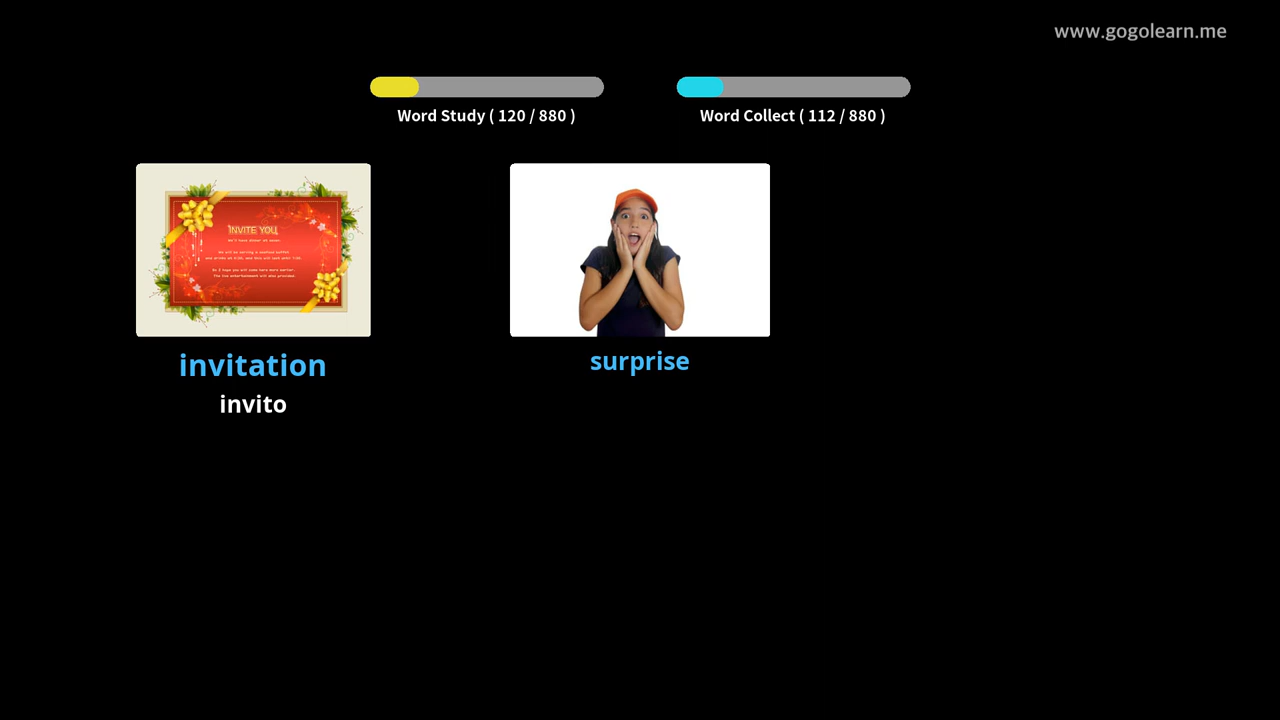 www.gogolearn.me
Word Study ( 120 / 880 )
Word Collect ( 112 / 880 )
INVITE YOU
invitation
invito
surprise